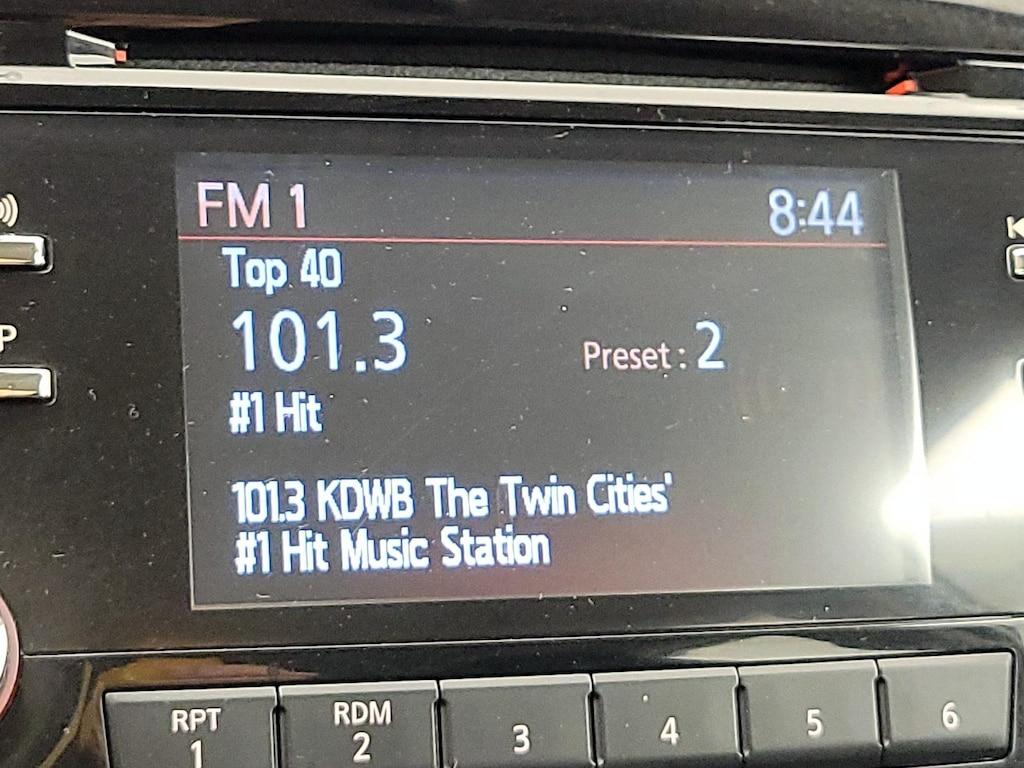 FM 1 8:44
Top 40
101.3 Preset : 2
#1 Hit
101.3 KDWB The Twin Cities'
#1 Hit Music Station
P
RPT RDM
1 2 3 4 5 6